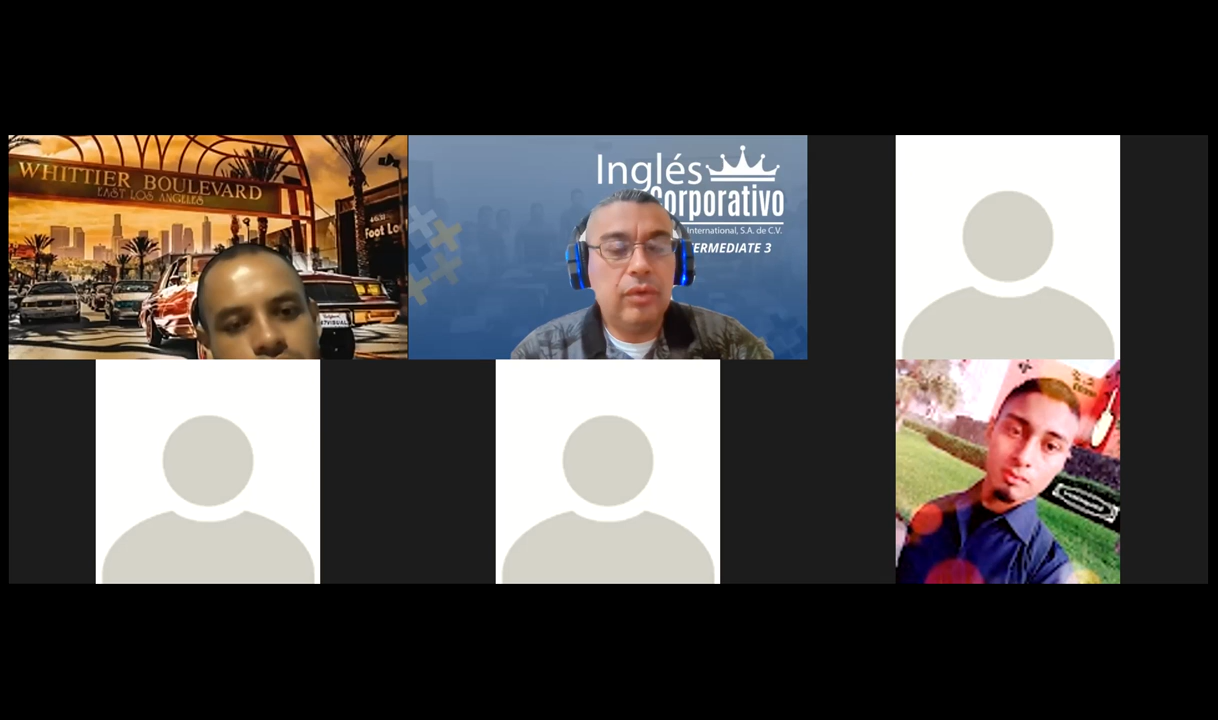 WHITTIER BOULEVARD
EAST LOS ANGELES
Foot Lo
Inglés
Corporativo
International, S.A. de C.V.
ERMEDIATE 3